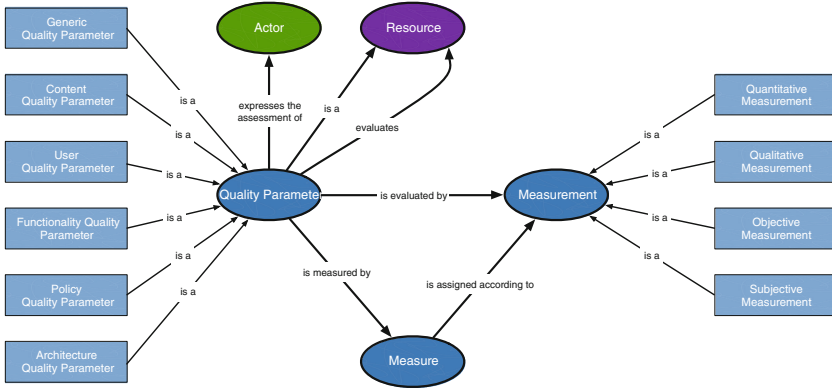 Generic
Quality Parameter
Content
Quality Parameter
User
Quality Parameter
Functionality Quality
Parameter
Policy
Quality Parameter
Architecture
Quality Parameter
is a
is a
is a
is a
is a
is a
Actor
Resource
expresses the
assessment of
is a
evaluates
Quality Parameter
is evaluated by
Measurement
is measured by
is assigned according to
Measure
is a
is a
is a
is a
Quantitative
Measurement
Qualitative
Measurement
Objective
Measurement
Subjective
Measurement